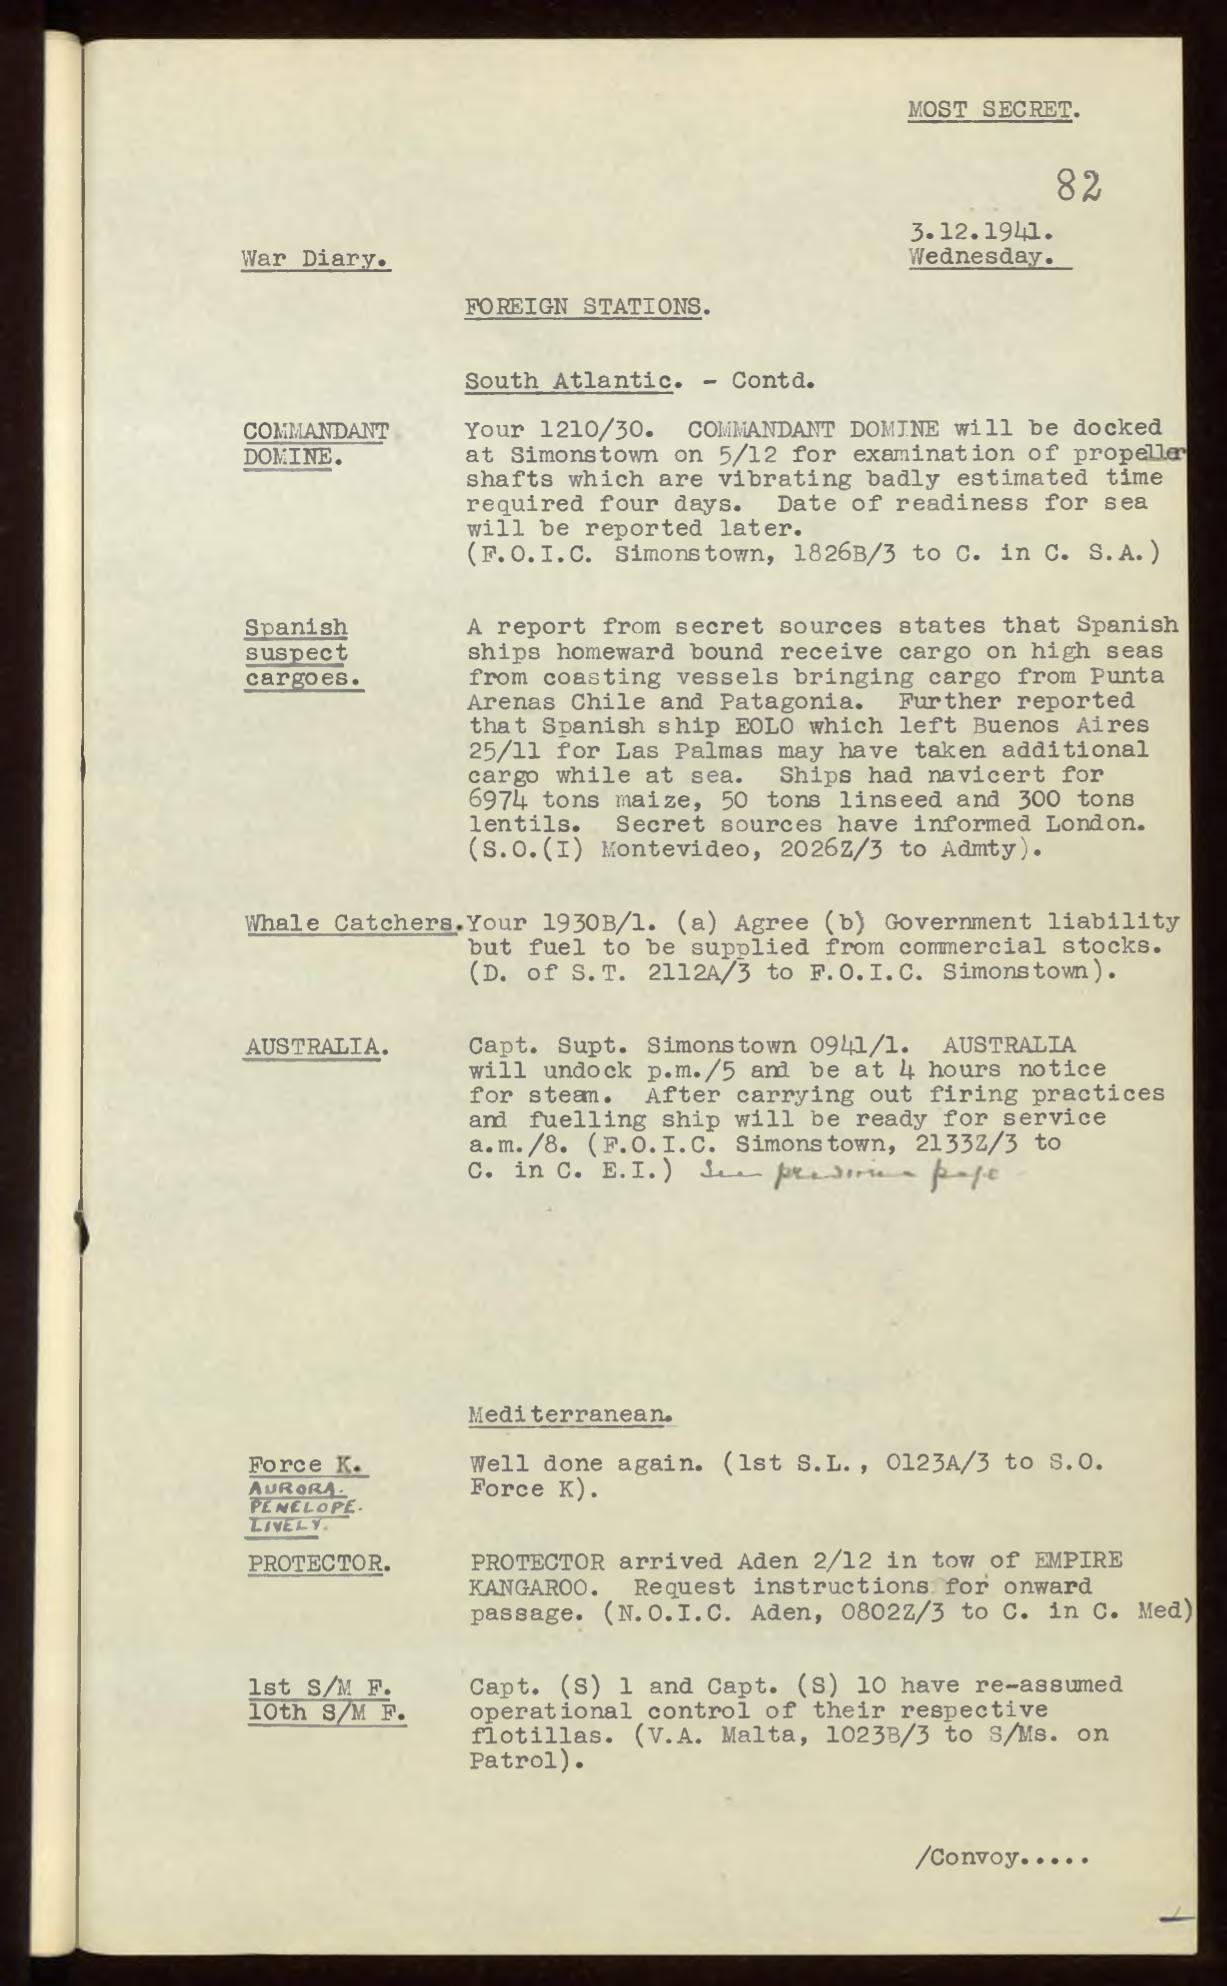 MOST SECRET.
82
3.12.1941.
War Diary.
Wednesday.
FOREIGN STATIONS.
South Atlantic. - Contd.
COMMANDANT
DOMINE.
Your 1210/30. COMMANDANT DOMINE will be docked
at Simonstown on 5/12 for examination of propeller
shafts which are vibrating badly estimated time
required four days. Date of readiness for sea
will be reported later.
(F.O.I.C. Simonstown, 1826B/3 to C. in C. S.A.)
Spanish
suspect
cargoes.
A report from secret sources states that Spanish
ships homeward bound receive cargo on high seas
from coasting vessels bringing cargo from Punta
Arenas Chile and Patagonia. Further reported
that Spanish ship EOLO which left Buenos Aires
25/11 for Las Palmas may have taken additional
cargo while at sea. Ships had navicert for
6974 tons maize, 50 tons linseed and 300 tons
lentils. Secret sources have informed London.
(S.O.(I) Montevideo, 2026Z/3 to Admty).
Whale Catchers.
Your 1930B/1. (a) Agree (b) Government liability
but fuel to be supplied from commercial stocks.
(D. of S.T. 2112A/3 to F.O.I.C. Simonstown).
AUSTRALIA.
Capt. Supt. Simonstown 0941/1. AUSTRALIA
will undock p.m./5 and be at 4 hours notice
for steam. After carrying out firing practices
and fuelling ship will be ready for service
a.m./8. (F.O.I.C. Simonstown, 2133Z/3 to
C. in C. E.I.) See previous page
Mediterranean.
Force K.
AURORA.
PENELOPE.
LIVELY.
Well done again. (1st S.L., 0123A/3 to S.O.
Force K).
PROTECTOR.
PROTECTOR arrived Aden 2/12 in tow of EMPIRE
KANGAROO. Request instructions for onward
passage. (N.O.I.C. Aden, 0802Z/3 to C. in C. Med)
1st S/M F.
10th S/M F.
Capt. (S) 1 and Capt. (S) 10 have re-assumed
operational control of their respective
flotillas. (V.A. Malta, 1023B/3 to S/Ms. on
Patrol).
/Convoy.....